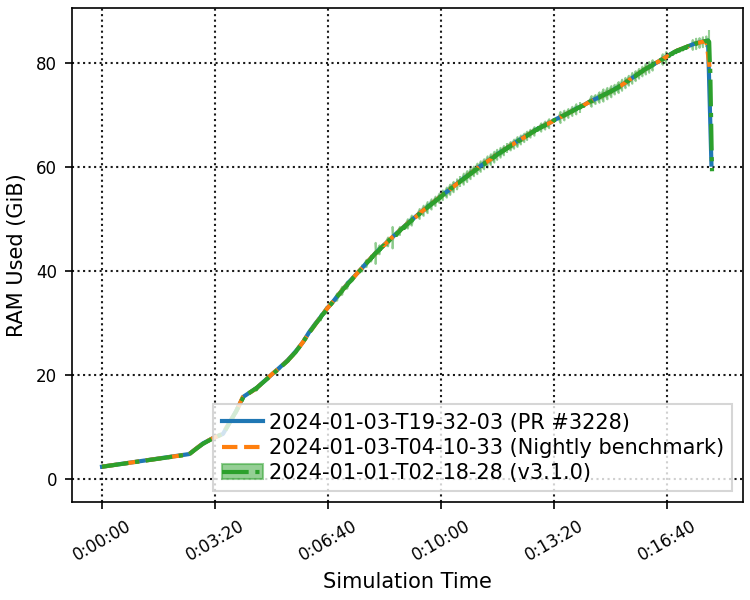 80
60
40
20
0
RAM Used (GiB)
2024-01-03-T19-32-03 (PR #3228)
2024-01-03-T04-10-33 (Nightly benchmark)
2024-01-01-T02-18-28 (v3.1.0)
0:00:00
0:03:20
0:06:40
0:10:00
0:13:20
0:16:40
Simulation Time